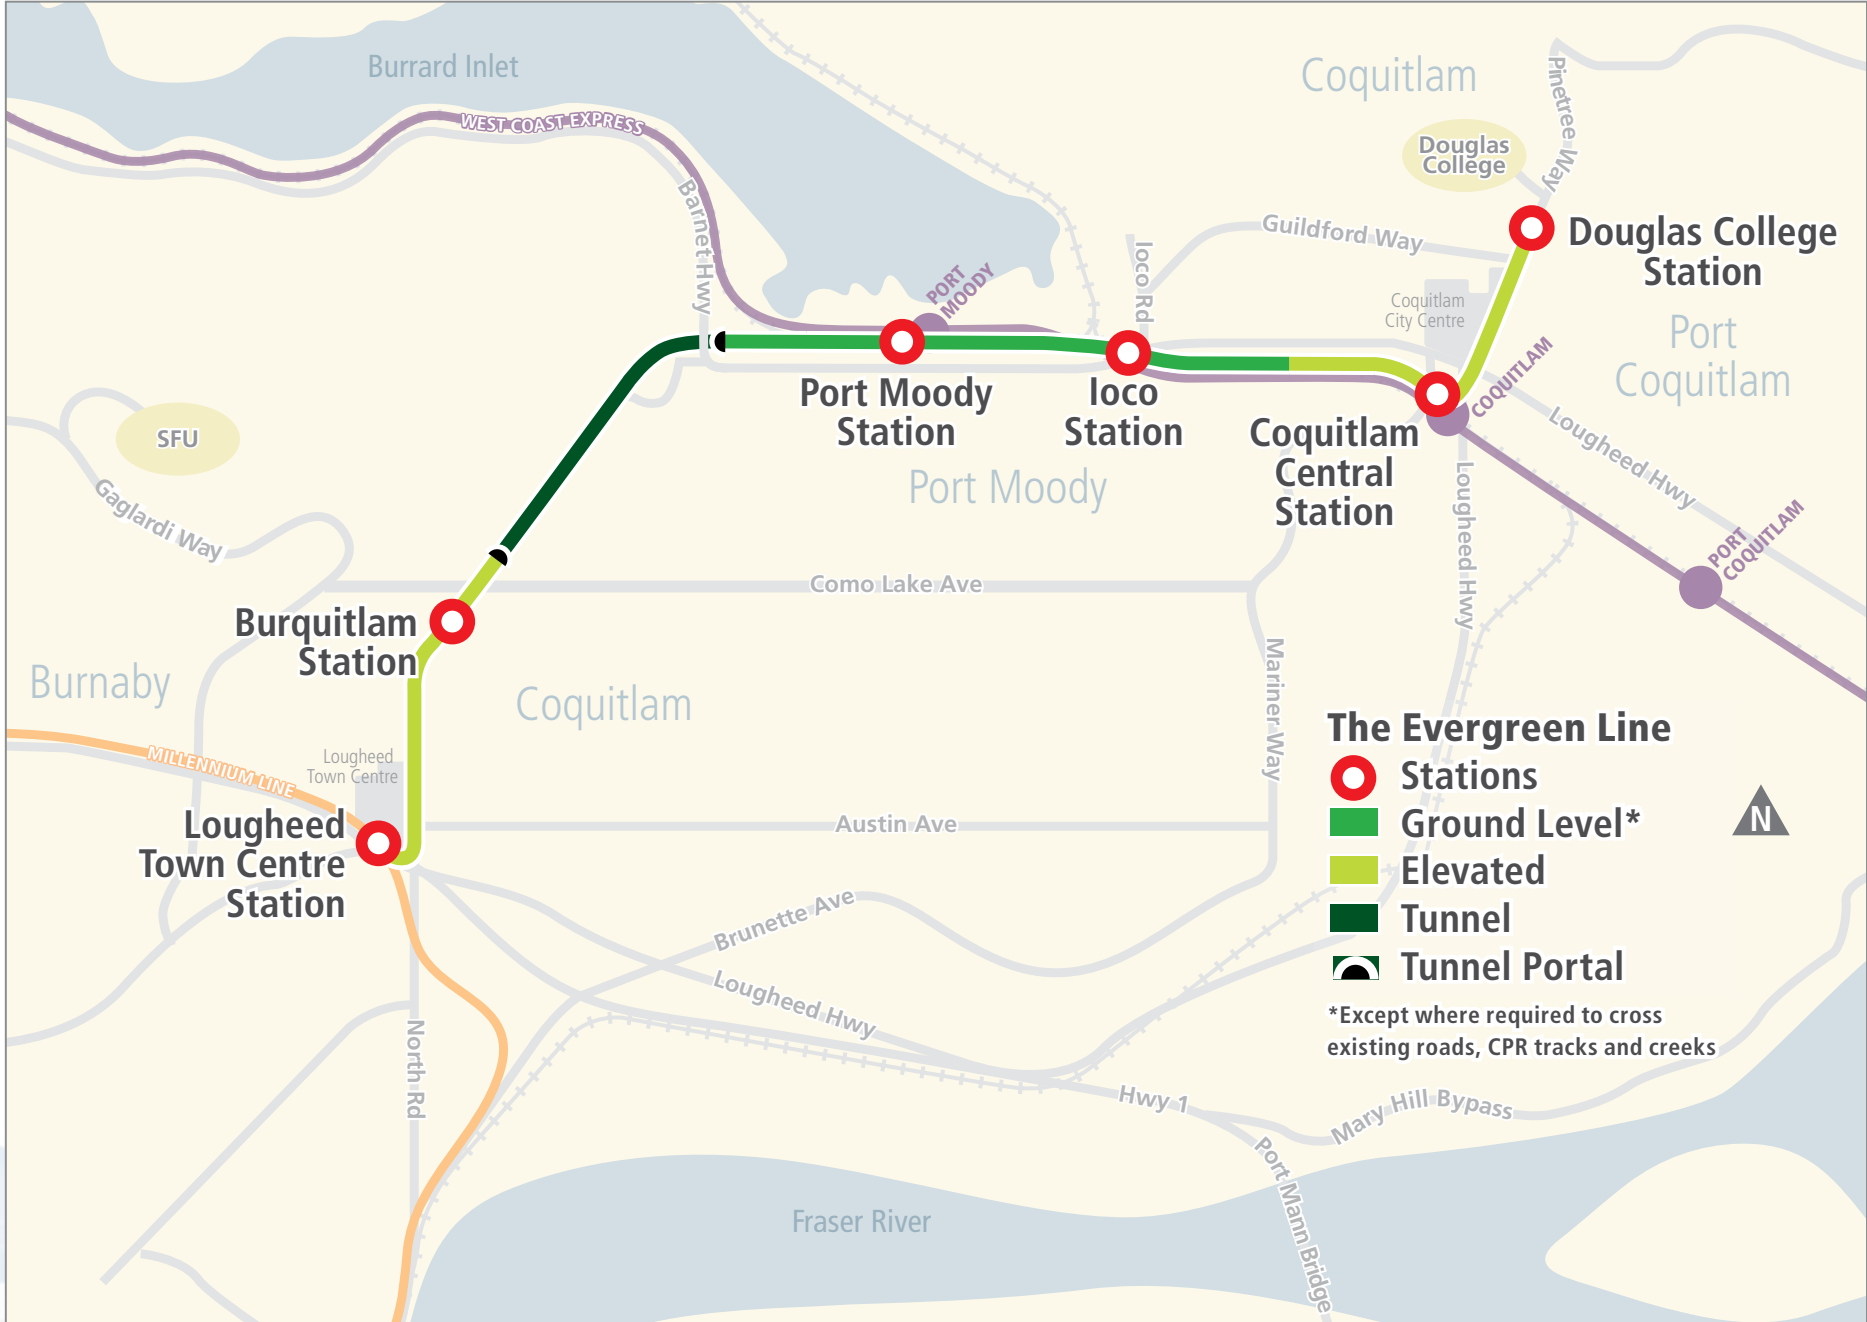 Burrard Inlet
WEST COAST EXPRESS
Coquitlam
Pinetree Way
Douglas
College
Barnet Hwy
Guildford Way
Ioco Rd
Douglas College
Station
PORT
MOODY
Coquitlam
City Centre
Port
Coquitlam
Port Moody
Station
Ioco
Station
COQUITLAM
Coquitlam
Central
Station
Lougheed Hwy
SFU
Port Moody
Gaglardi Way
Lougheed Hwy
PORT
COQUITLAM
Como Lake Ave
Burquitlam
Station
Burnaby
Coquitlam
Mariner Way
MILLENNIUM LINE
Lougheed
Town Centre
Lougheed
Town Centre
Station
Austin Ave
The Evergreen Line
Stations
Ground Level*
Elevated
Tunnel
Tunnel Portal
*Except where required to cross
existing roads, CPR tracks and creeks
N
Brunette Ave
Lougheed Hwy
North Rd
Hwy 1
Mary Hill Bypass
Port Mann Bridge
Fraser River